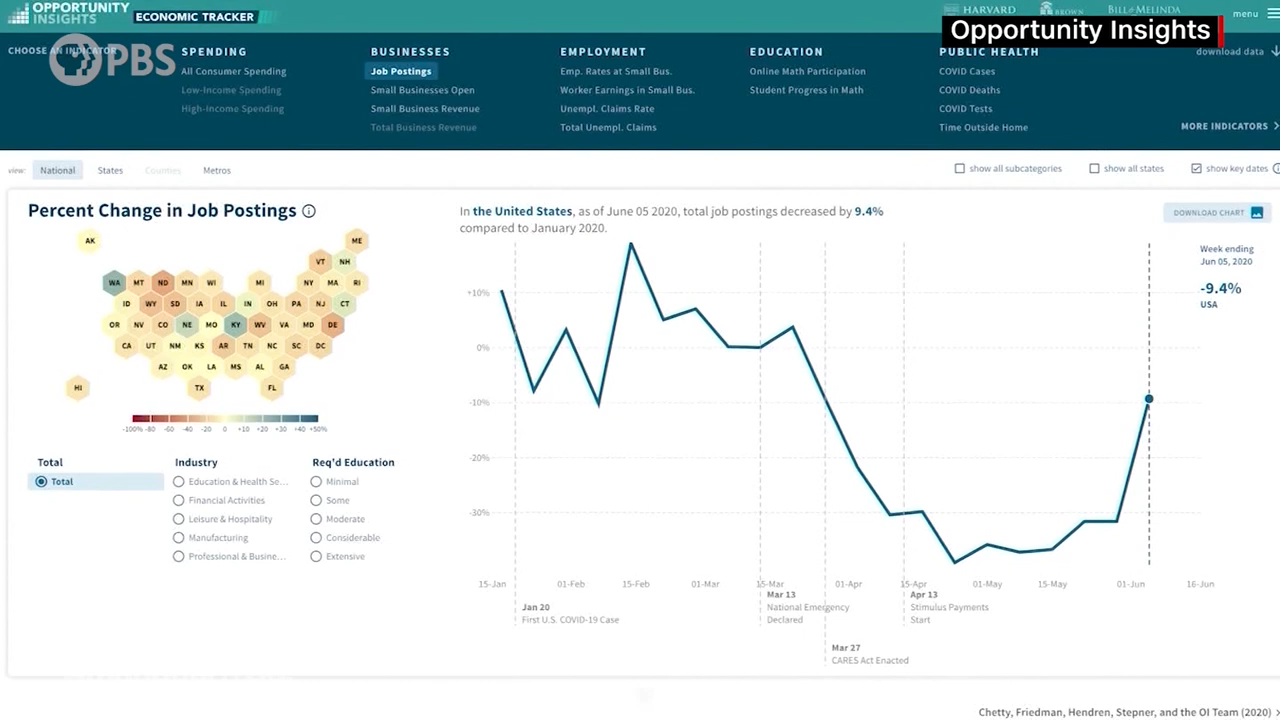 OPPORTUNITY
INSIGHTS
ECONOMIC TRACKER
HARVARD
BROWN
BILL & MELINDA
menu
Opportunity Insights
PBS
CHOOSE AN INDICATOR
SPENDING
All Consumer Spending
Low-Income Spending
High-Income Spending
BUSINESSES
Job Postings
Small Businesses Open
Small Business Revenue
Total Business Revenue
EMPLOYMENT
Emp. Rates at Small Bus.
Worker Earnings in Small Bus.
Unempl. Claims Rate
Total Unempl. Claims
EDUCATION
Online Math Participation
Student Progress in Math
PUBLIC HEALTH
COVID Cases
COVID Deaths
COVID Tests
Time Outside Home
download data
MORE INDICATORS
view: National States Counties Metros
show all subcategories
show all states
show key dates
Percent Change in Job Postings
AK ME
VT NH
WA MT ND MN WI MI NY MA RI
ID WY SD IA IL IN OH PA NJ CT
OR NV CO NE MO KY WV VA MD DE
CA UT NM KS AR TN NC SC DC
AZ OK LA MS AL GA
HI TX FL
-100% -80 -60 -40 -20 0 +10 +20 +30 +40 +50%
Total
Total
Industry
Education & Health Se...
Financial Activities
Leisure & Hospitality
Manufacturing
Professional & Busine...
Req'd Education
Minimal
Some
Moderate
Considerable
Extensive
In the United States, as of June 05 2020, total job postings decreased by 9.4%
compared to January 2020.
DOWNLOAD CHART
Week ending
Jun 05, 2020
-9.4%
USA
+10%
0%
-10%
-20%
-30%
15-Jan 01-Feb 15-Feb 01-Mar 15-Mar 01-Apr 15-Apr 01-May 15-May 01-Jun 16-Jun
Jan 20
First U.S. COVID-19 Case
Mar 13
National Emergency
Declared
Mar 27
CARES Act Enacted
Apr 13
Stimulus Payments
Start
Chetty, Friedman, Hendren, Stepner, and the OI Team (2020)